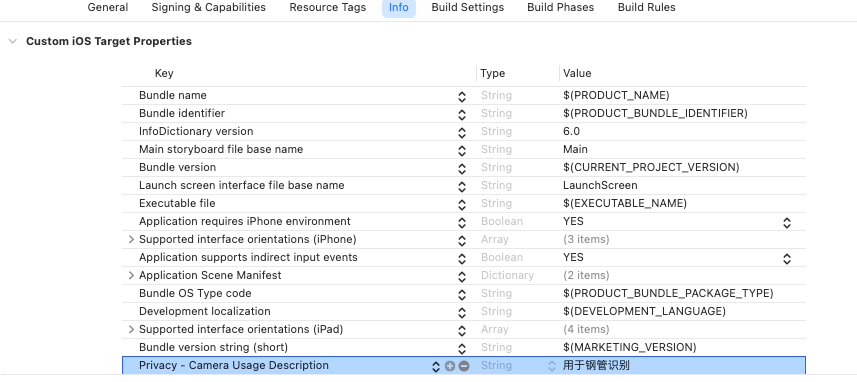 General Signing & Capabilities Resource Tags Info Build Settings Build Phases Build Rules
Custom iOS Target Properties
Key Type Value
Bundle name String $(PRODUCT_NAME)
Bundle identifier String $(PRODUCT_BUNDLE_IDENTIFIER)
InfoDictionary version String 6.0
Main storyboard file base name String Main
Bundle version String $(CURRENT_PROJECT_VERSION)
Launch screen interface file base name String LaunchScreen
Executable file String $(EXECUTABLE_NAME)
Application requires iPhone environment Boolean YES
Supported interface orientations (iPhone) Array (3 items)
Application supports indirect input events Boolean YES
Application Scene Manifest Dictionary (2 items)
Bundle OS Type code String $(PRODUCT_BUNDLE_PACKAGE_TYPE)
Development localization String $(DEVELOPMENT_LANGUAGE)
Supported interface orientations (iPad) Array (4 items)
Bundle version string (short) String $(MARKETING_VERSION)
Privacy - Camera Usage Description String 用于钢管识别